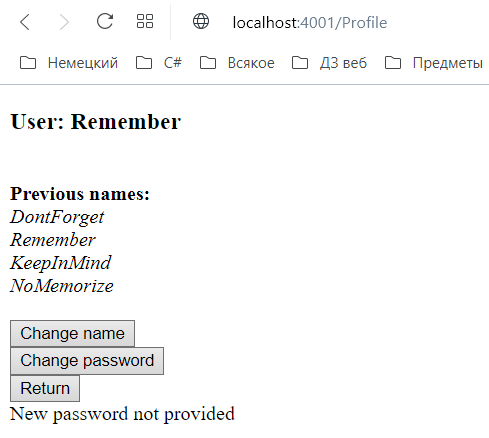 localhost:4001/Profile
Немецкий C# Всякое ДЗ веб Предметы
User: Remember
Previous names:
DontForget
Remember
KeepInMind
NoMemorize
Change name
Change password
Return
New password not provided